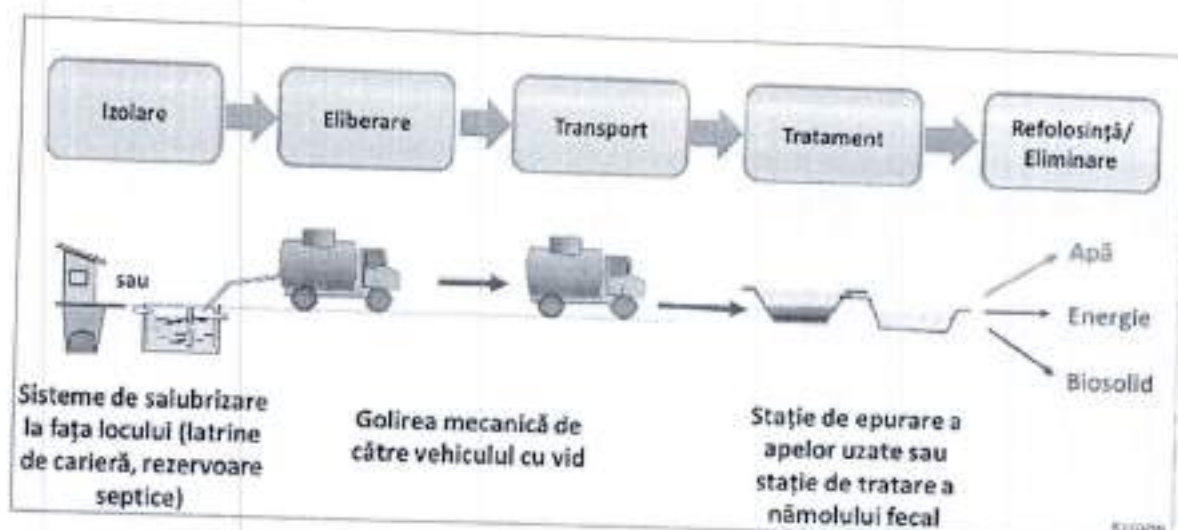 Izolare
Eliberare
Transport
Tratament
Refolosință/
Eliminare
sau
Apă
Energie
Biosolid
Sisteme de salubrizare
la fața locului (latrine
de carieră, rezervoare
septice)
Golirea mecanică de
către vehiculul cu vid
Stație de epurare a
apelor uzate sau
stație de tratare a
nămolului fecal